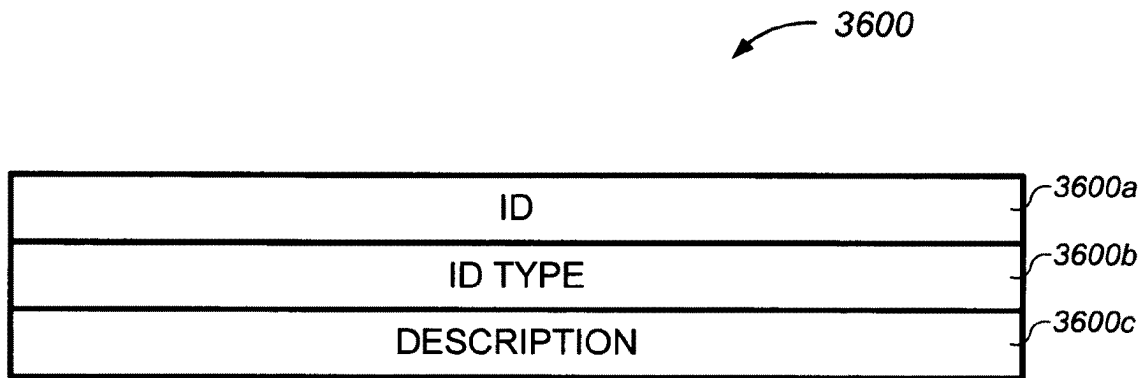 3600
ID
3600a
ID TYPE
3600b
DESCRIPTION
3600c